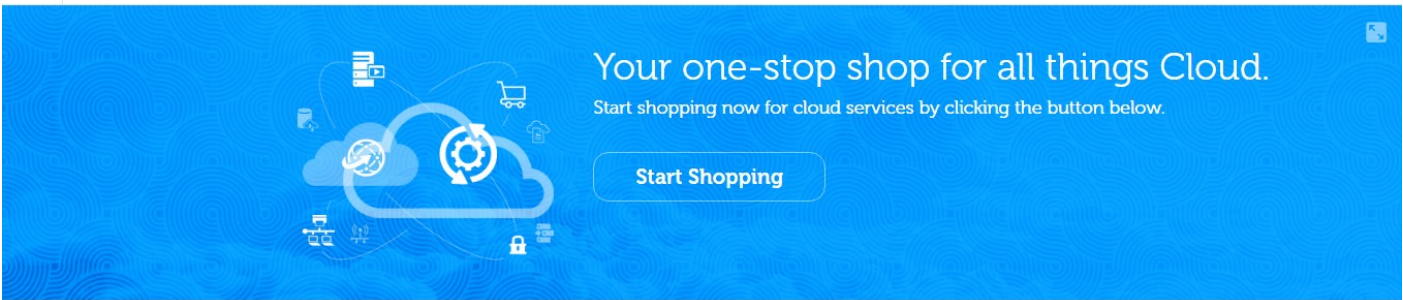 Your one-stop shop for all things Cloud.
Start shopping now for cloud services by clicking the button below.
Start Shopping